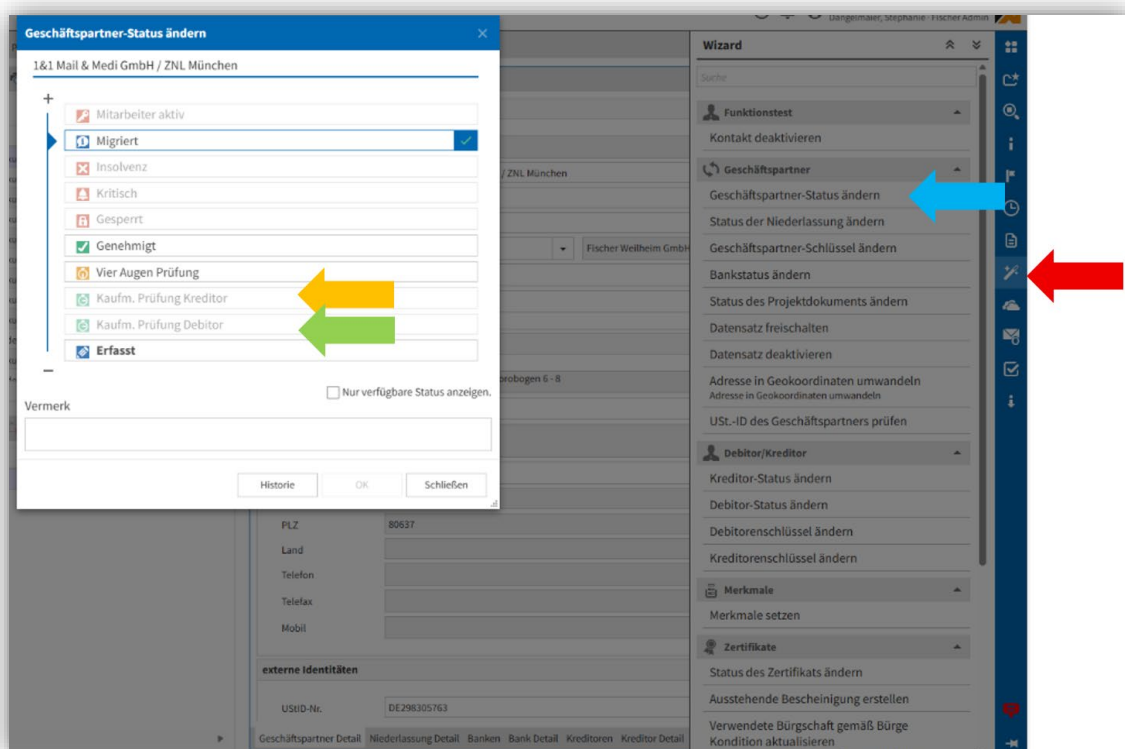 Dangelmaier, Stephanie - Fischer Admin
Geschäftspartner-Status ändern
1&1 Mail & Medi GmbH / ZNL München
Mitarbeiter aktiv
Migriert
Insolvenz
Kritisch
Gesperrt
Genehmigt
Vier Augen Prüfung
Kaufm. Prüfung Kreditor
Kaufm. Prüfung Debitor
Erfasst
Nur verfügbare Status anzeigen.
Vermerk
Historie
OK
Schließen
/ ZNL München
Fischer Weilheim GmbH
6 - 8
PLZ
80637
Land
Telefon
Telefax
Mobil
externe Identitäten
UStID-Nr.
DE298305763
Geschäftspartner Detail Niederlassung Detail Banken Bank Detail Kreditoren Kreditor Detail
Wizard
Suche
Funktionstest
Kontakt deaktivieren
Geschäftspartner
Geschäftspartner-Status ändern
Status der Niederlassung ändern
Geschäftspartner-Schlüssel ändern
Bankstatus ändern
Status des Projektdokuments ändern
Datensatz freischalten
Datensatz deaktivieren
Adresse in Geokoordinaten umwandeln
Adresse in Geokoordinaten umwandeln
USt.-ID des Geschäftspartners prüfen
Debitor/Kreditor
Kreditor-Status ändern
Debitor-Status ändern
Debitorenschlüssel ändern
Kreditorenschlüssel ändern
Merkmale
Merkmale setzen
Zertifikate
Status des Zertifikats ändern
Ausstehende Bescheinigung erstellen
Verwendete Bürgschaft gemäß Bürge
Kondition aktualisieren